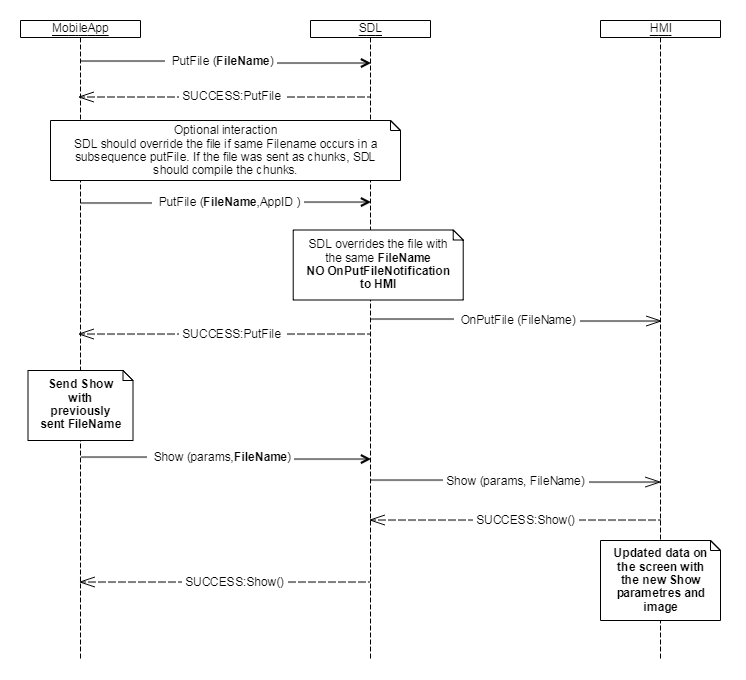 MobileApp
SDL
HMI
PutFile (FileName)
SUCCESS:PutFile
Optional interaction
SDL should override the file if same Filename occurs in a
subsequence putFile. If the file was sent as chunks, SDL
should compile the chunks.
PutFile (FileName,AppID )
SDL overrides the file with
the same FileName
NO OnPutFileNotification
to HMI
OnPutFile (FileName)
SUCCESS:PutFile
Send Show
with
previously
sent FileName
Show (params,FileName)
Show (params, FileName)
SUCCESS:Show()
Updated data on
the screen with
the new Show
parametres and
image
SUCCESS:Show()